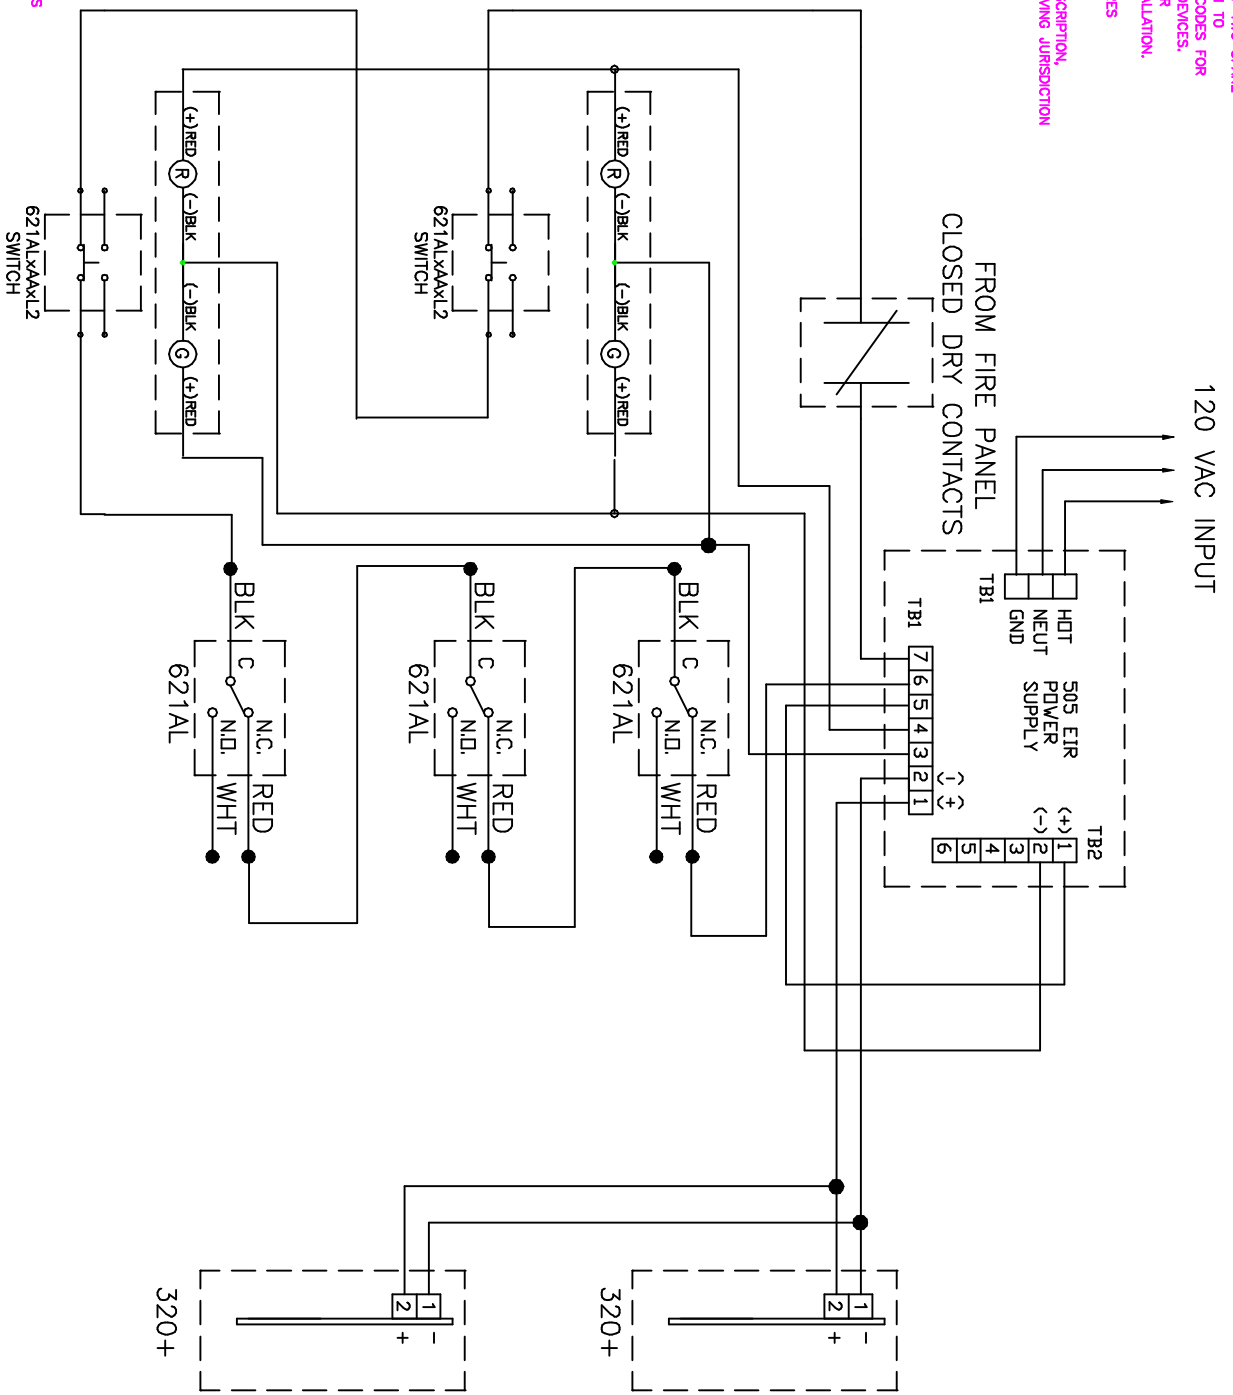 TO
CODES FOR
DEVICES.
ALLATION.
CRIPTION,
VING JURISDICTION
120 VAC INPUT
FROM FIRE PANEL
CLOSED DRY CONTACTS
HOT
NEUT
GND
TB1
505 EIR
POWER
SUPPLY
TB2
(+)
(-)
1
2
3
4
5
6
TB1
7
6
5
4
3
2
1
(-)
(+)
(+)RED
R
(-)BLK
(-)BLK
G
(+)RED
621ALxAAxL2
SWITCH
(+)RED
R
(-)BLK
(-)BLK
G
(+)RED
621ALxAAxL2
SWITCH
BLK
C
N.C.
N.O.
RED
WHT
621AL
BLK
C
N.C.
N.O.
RED
WHT
621AL
BLK
C
N.C.
N.O.
RED
WHT
621AL
1
2
-
+
320+
1
2
-
+
320+